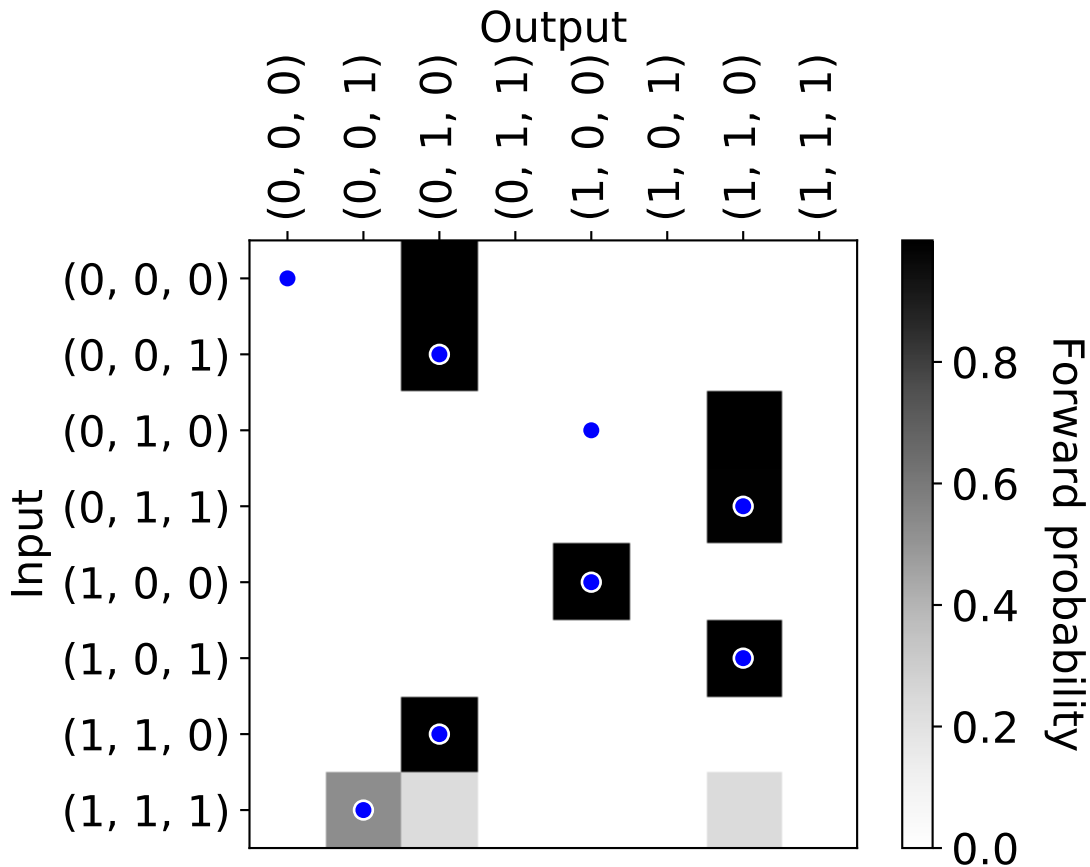 Output
(0, 0, 0)
(0, 0, 1)
(0, 1, 0)
(0, 1, 1)
(1, 0, 0)
(1, 0, 1)
(1, 1, 0)
(1, 1, 1)
Input
(0, 0, 0)
(0, 0, 1)
(0, 1, 0)
(0, 1, 1)
(1, 0, 0)
(1, 0, 1)
(1, 1, 0)
(1, 1, 1)
0.8
0.6
0.4
0.2
0.0
Forward probability